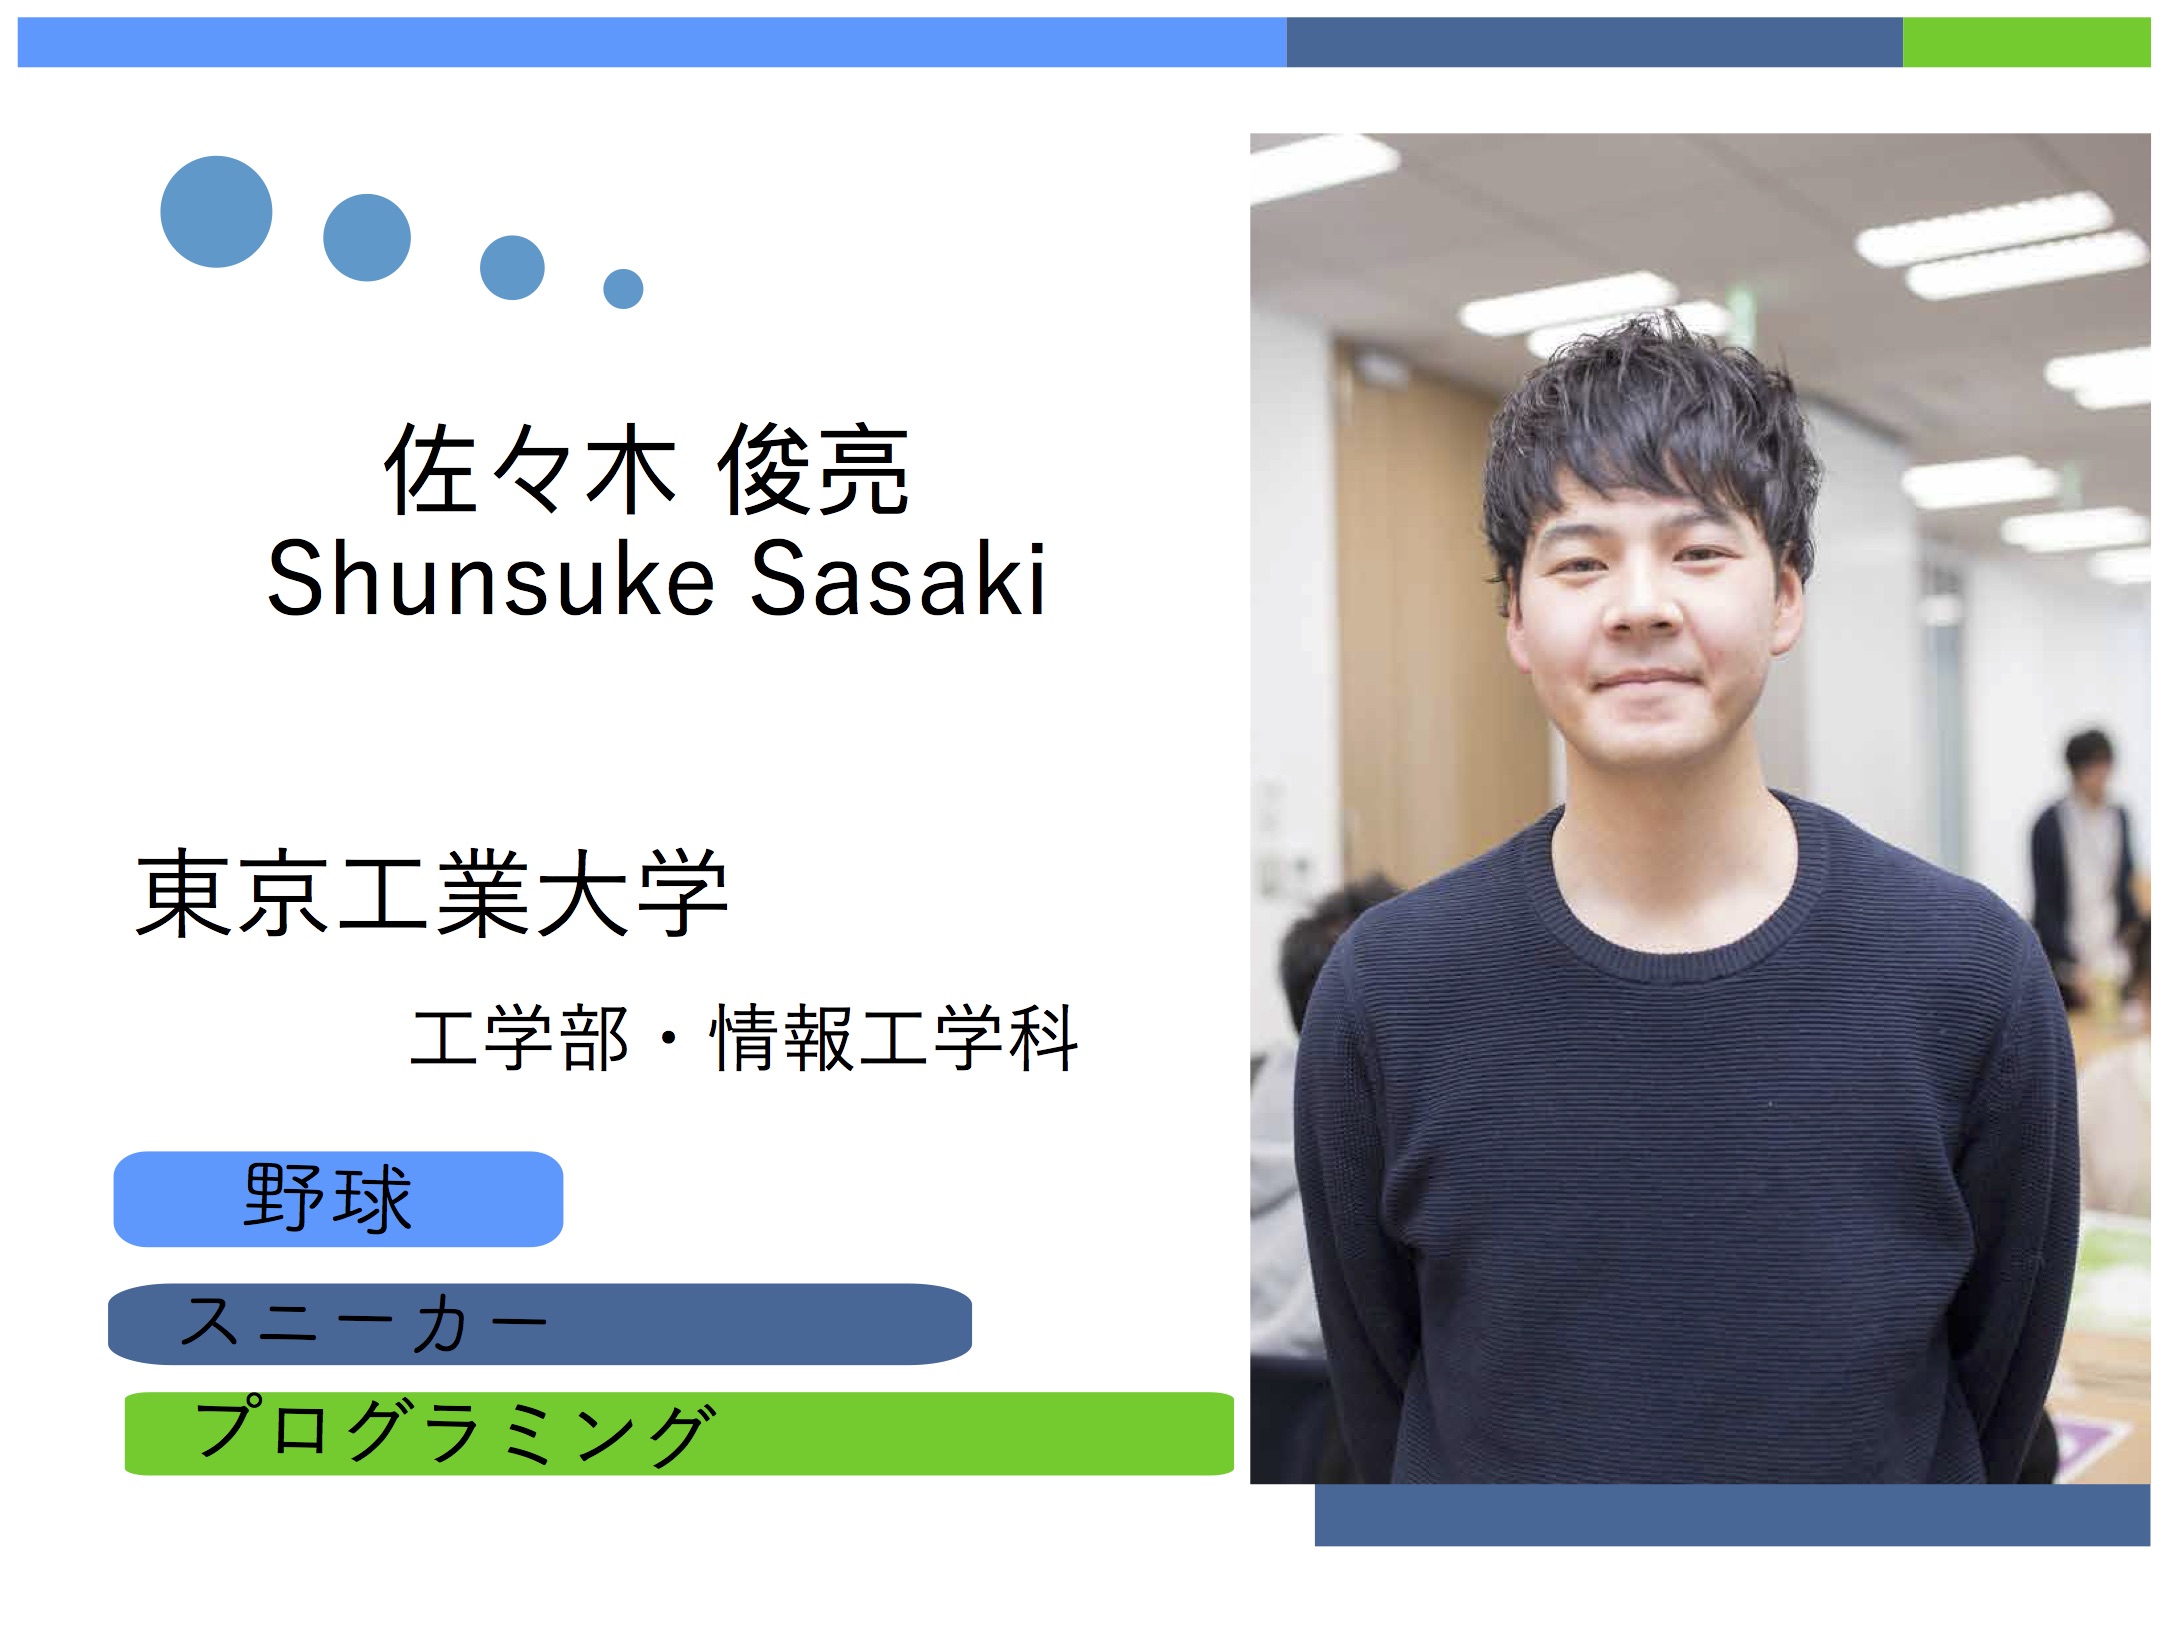 佐々木 俊亮
Shunsuke Sasaki
東京工業大学
工学部・情報工学科
野球
スニーカー
プログラミング